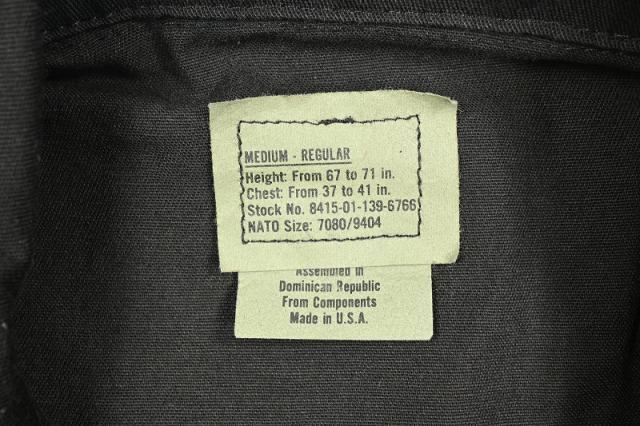 MEDIUM - REGULAR
Height: From 67 to 71 in.
Chest: From 37 to 41 in.
Stock No. 8415-01-139-6766
NATO Size: 7080/9404
Assembled in
Dominican Republic
From Components
Made in U.S.A.